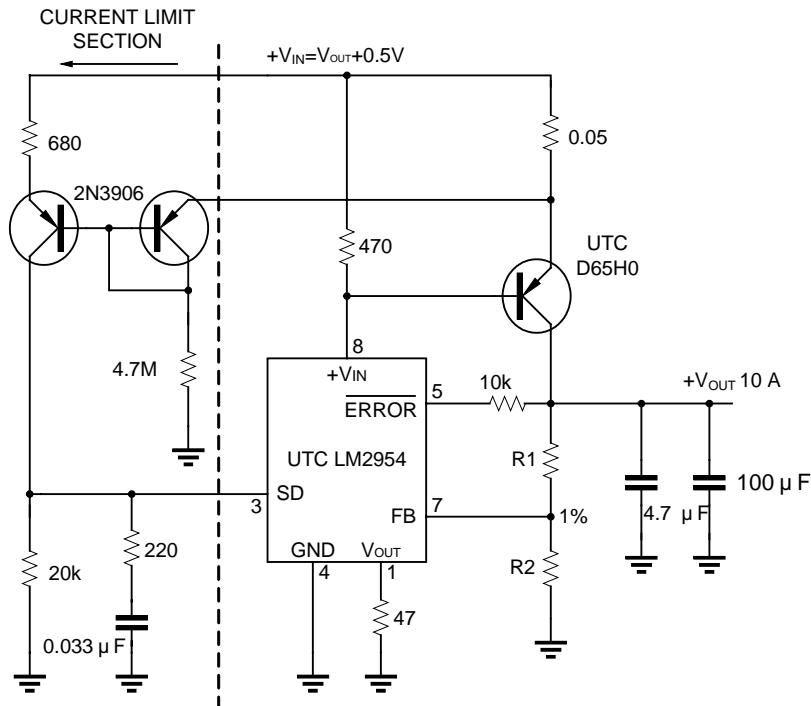 CURRENT LIMIT
SECTION
+VIN=VOUT+0.5V
680
0.05
2N3906
470
UTC
D65H0
4.7M
8
+VIN
5
10k
+VOUT 10 A
ERROR
UTC LM2954
R1
SD
3
FB
7
1%
4.7 µF
100 µF
220
20k
GND
VOUT
R2
4
1
47
0.033 µF